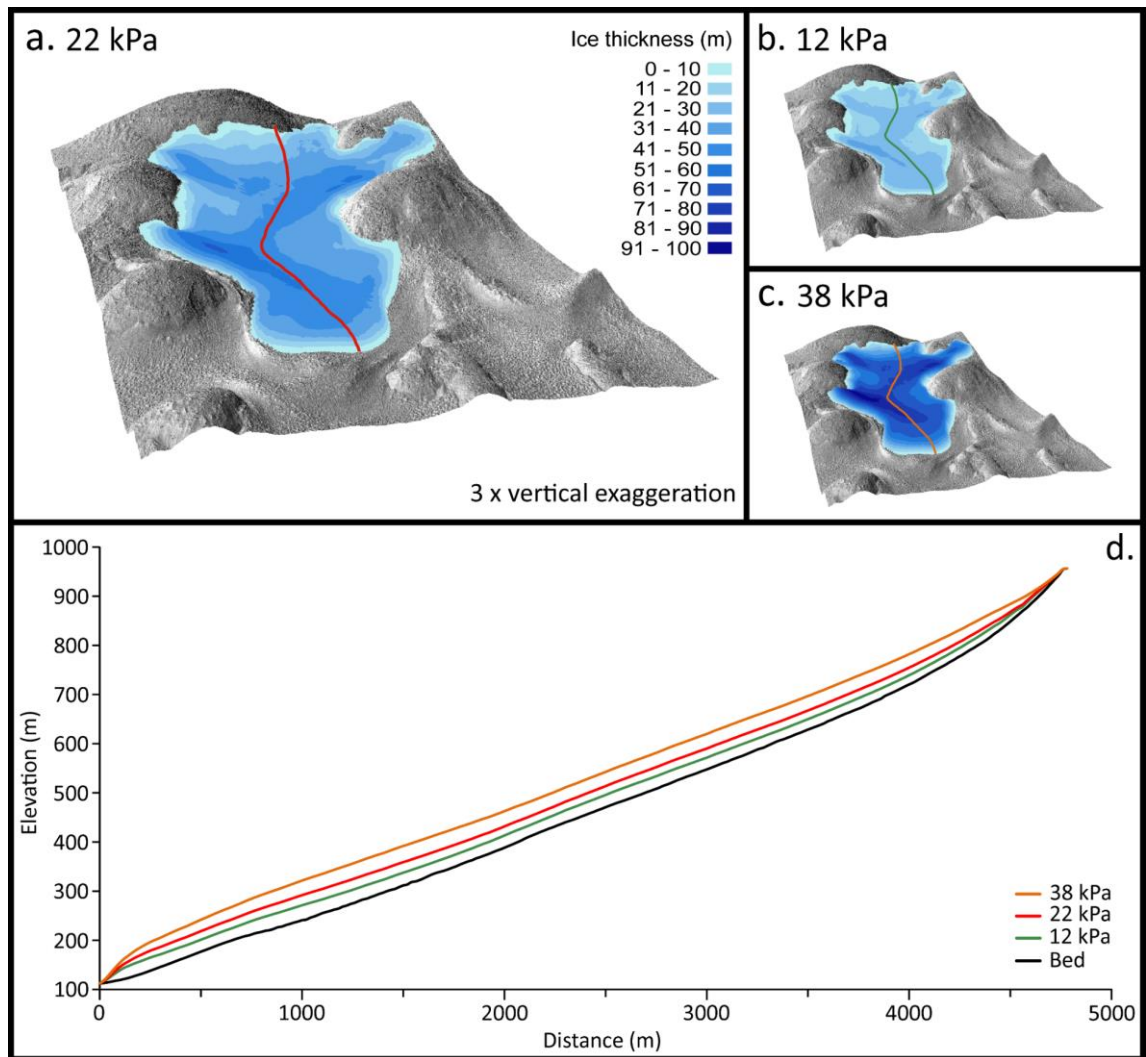 a. 22 kPa
Ice thickness (m)
0 - 10
11 - 20
21 - 30
31 - 40
41 - 50
51 - 60
61 - 70
71 - 80
81 - 90
91 - 100
3 x vertical exaggeration
b. 12 kPa
c. 38 kPa
d.
1000
900
800
700
600
500
400
300
200
100
Elevation (m)
0
1000
2000
3000
4000
5000
Distance (m)
38 kPa
22 kPa
12 kPa
Bed